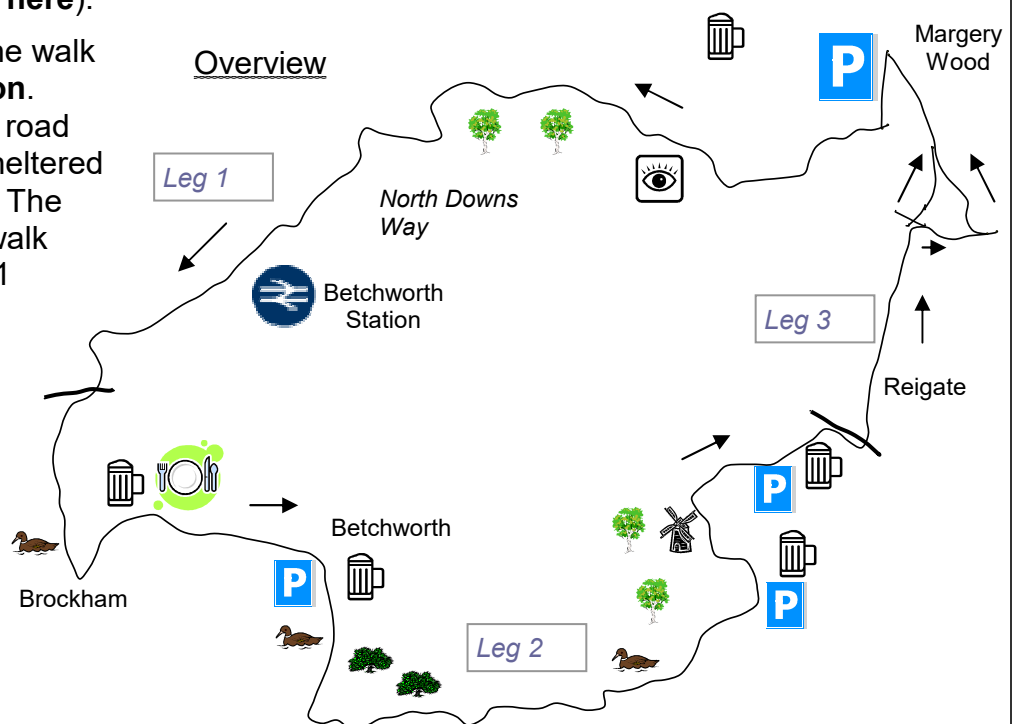 here).
he walk
on.
road
heltered
The
walk
1
Overview
Margery
Wood
P
Leg 1
North Downs
Way
Betchworth
Station
Leg 3
Reigate
P
Betchworth
P
P
Brockham
Leg 2